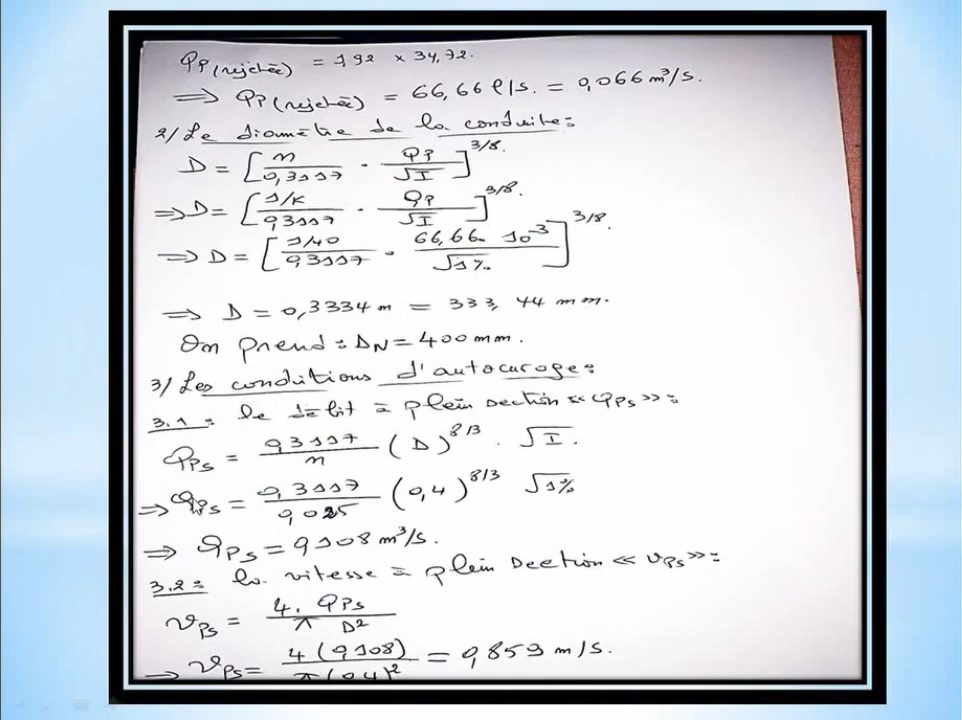 Qp(rejetée) = 1,92 × 34,72.
⟹ Qp(rejetée) = 66,66 l/s. = 0,066 m³/s.
2/ Le diamètre de la conduite :
D = [n/0,3117 · Qp/√I]^3/8.
⟹ D = [1/K/0,3117 · Qp/√I]^3/8.
⟹ D = [1/40/0,3117 · 66,66 · 10⁻³/√1‰]^3/8.
⟹ D = 0,3334 m = 333,44 mm.
On prend : DN = 400 mm.
3/ Les conditions d'autocurage :
3.1 : le débit à plein section « Qps » :
Qps = 0,3117/n (D)^8/3 · √I.
⟹ Qps = 0,3117/0,025 (0,4)^8/3 √1‰
⟹ Qps = 0,108 m³/s.
3.2 : la vitesse à plein section « vps » :
vps = 4 · Qps/π D²
⟹ vps = 4 (0,108)/π (0,4)² = 0,859 m/s.